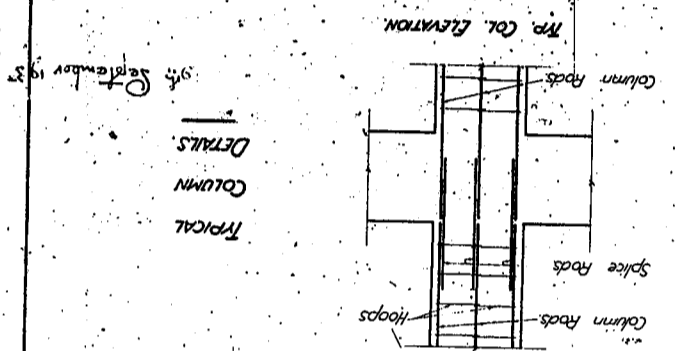 Column Rods.
Hoops
Splice Rods
Column Rods
TYP. COL. ELEVATION
TYPICAL
COLUMN
DETAILS.
9th September